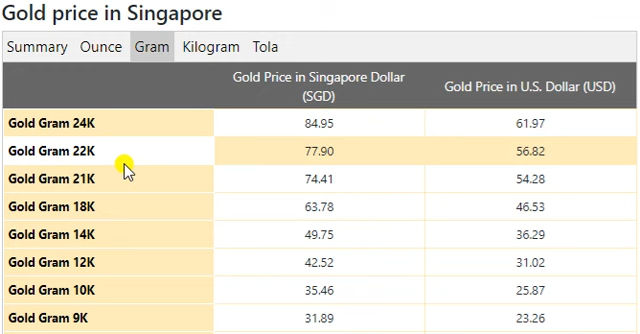 Gold price in Singapore
Summary Ounce Gram Kilogram Tola
Gold Price in Singapore Dollar
(SGD)
Gold Price in U.S. Dollar (USD)
Gold Gram 24K 84.95 61.97
Gold Gram 22K 77.90 56.82
Gold Gram 21K 74.41 54.28
Gold Gram 18K 63.78 46.53
Gold Gram 14K 49.75 36.29
Gold Gram 12K 42.52 31.02
Gold Gram 10K 35.46 25.87
Gold Gram 9K 31.89 23.26